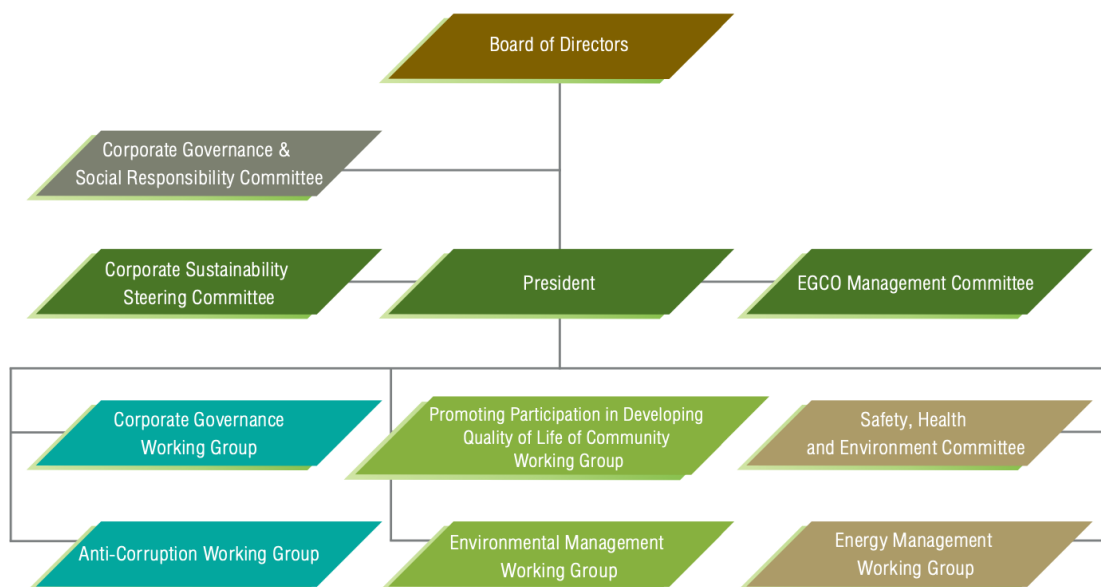 Board of Directors
Corporate Governance &
Social Responsibility Committee
Corporate Sustainability
Steering Committee
President
EGCO Management Committee
Corporate Governance
Working Group
Promoting Participation in Developing
Quality of Life of Community
Working Group
Safety, Health
and Environment Committee
Anti-Corruption Working Group
Environmental Management
Working Group
Energy Management
Working Group